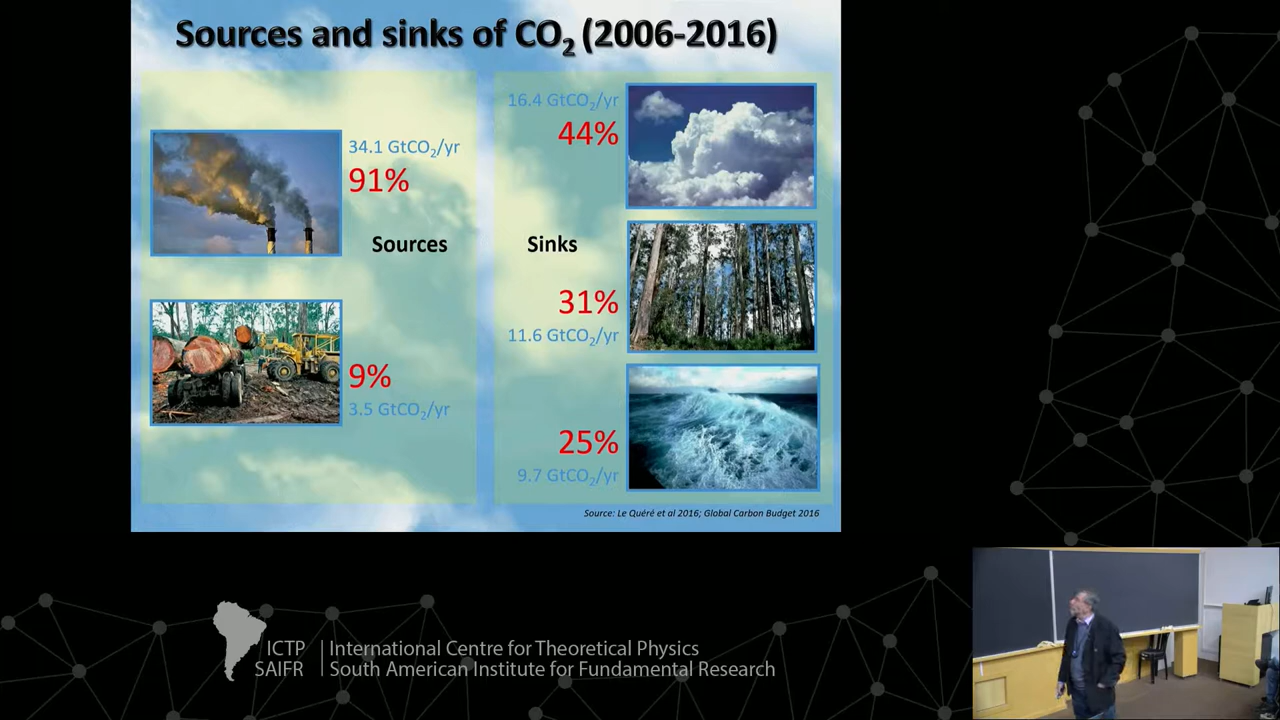 Sources and sinks of CO₂ (2006-2016)
34.1 GtCO₂/yr
91%
Sources
9%
3.5 GtCO₂/yr
16.4 GtCO₂/yr
44%
Sinks
31%
11.6 GtCO₂/yr
25%
9.7 GtCO₂/yr
Source: Le Quéré et al 2016; Global Carbon Budget 2016
ICTP | International Centre for Theoretical Physics
SAIFR | South American Institute for Fundamental Research